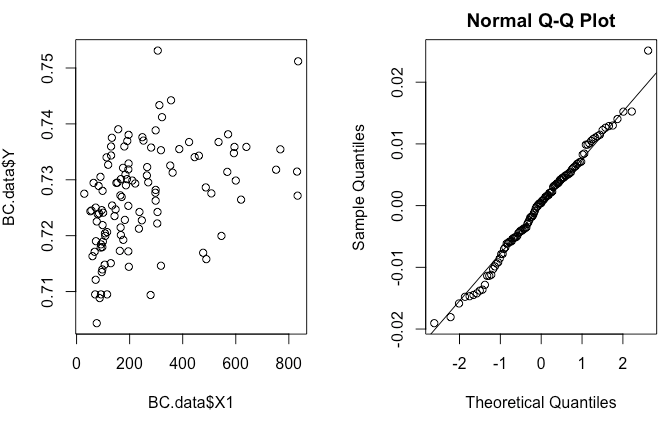 BC.data$Y
0.75
0.74
0.73
0.72
0.71
0 200 400 600 800
BC.data$X1
Normal Q-Q Plot
Sample Quantiles
0.02
0.01
0.00
-0.01
-0.02
-2 -1 0 1 2
Theoretical Quantiles